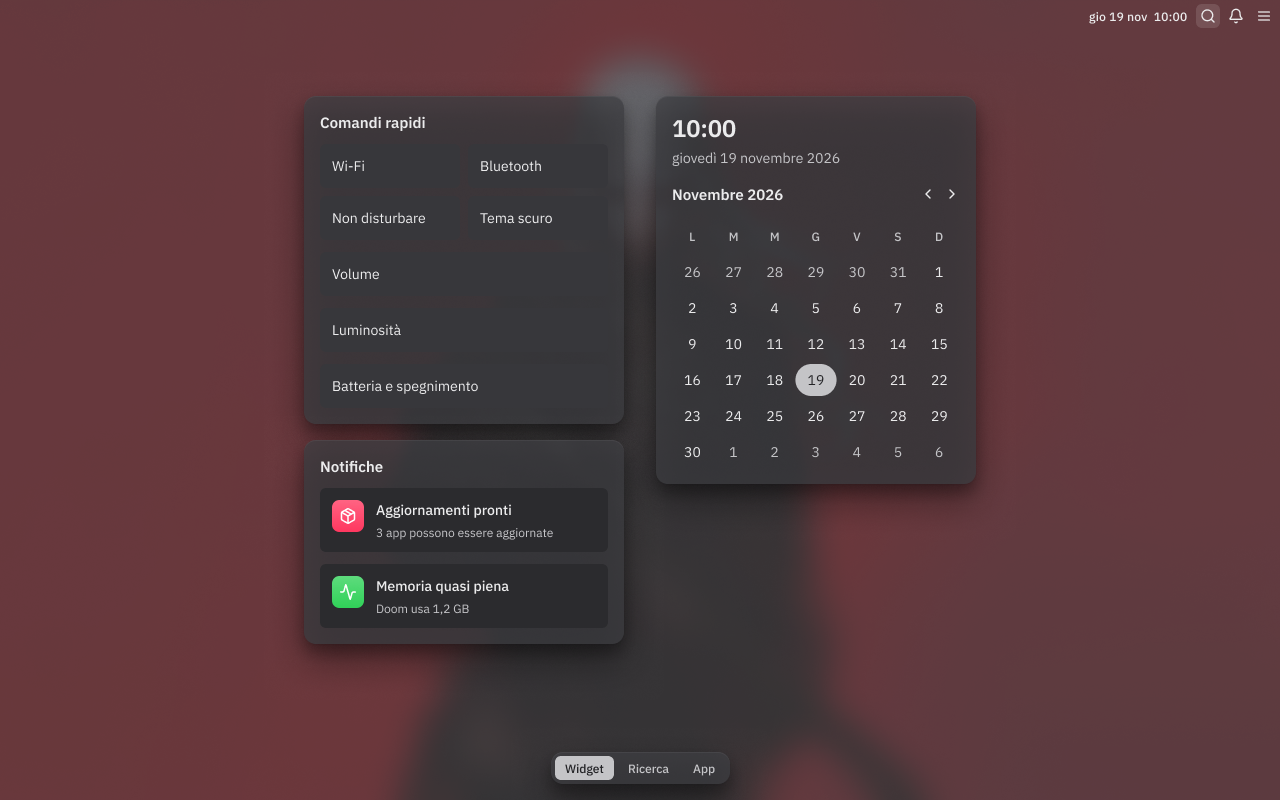 gio 19 nov 10:00
Comandi rapidi
Wi-Fi
Bluetooth
Non disturbare
Tema scuro
Volume
Luminosità
Batteria e spegnimento
Notifiche
Aggiornamenti pronti
3 app possono essere aggiornate
Memoria quasi piena
Doom usa 1,2 GB
10:00
giovedì 19 novembre 2026
Novembre 2026
L M M G V S D
26 27 28 29 30 31 1
2 3 4 5 6 7 8
9 10 11 12 13 14 15
16 17 18 19 20 21 22
23 24 25 26 27 28 29
30 1 2 3 4 5 6
Widget Ricerca App